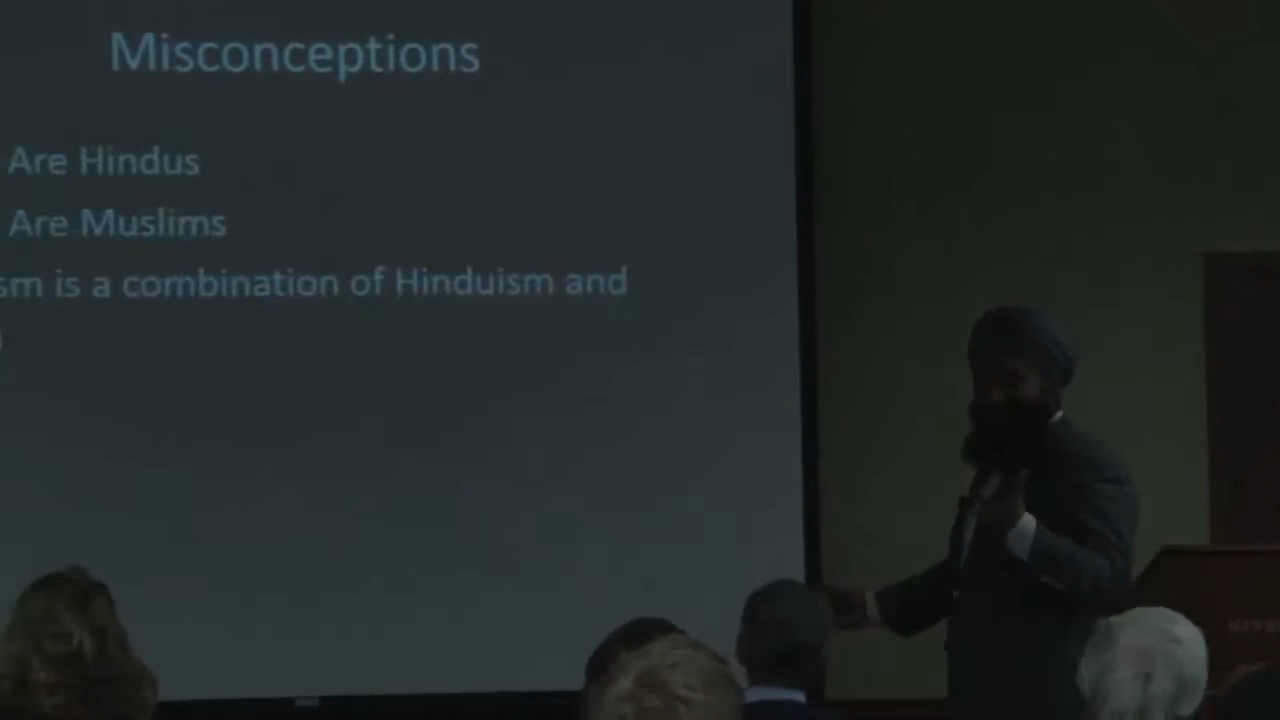 Misconceptions
Are Hindus
Are Muslims
sm is a combination of Hinduism and